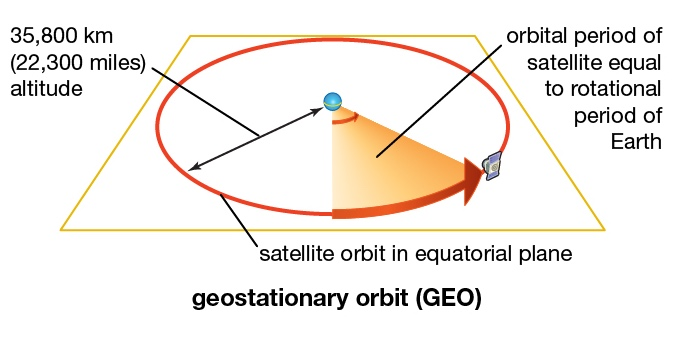 35,800 km
(22,300 miles)
altitude
orbital period of
satellite equal
to rotational
period of
Earth
satellite orbit in equatorial plane
geostationary orbit (GEO)